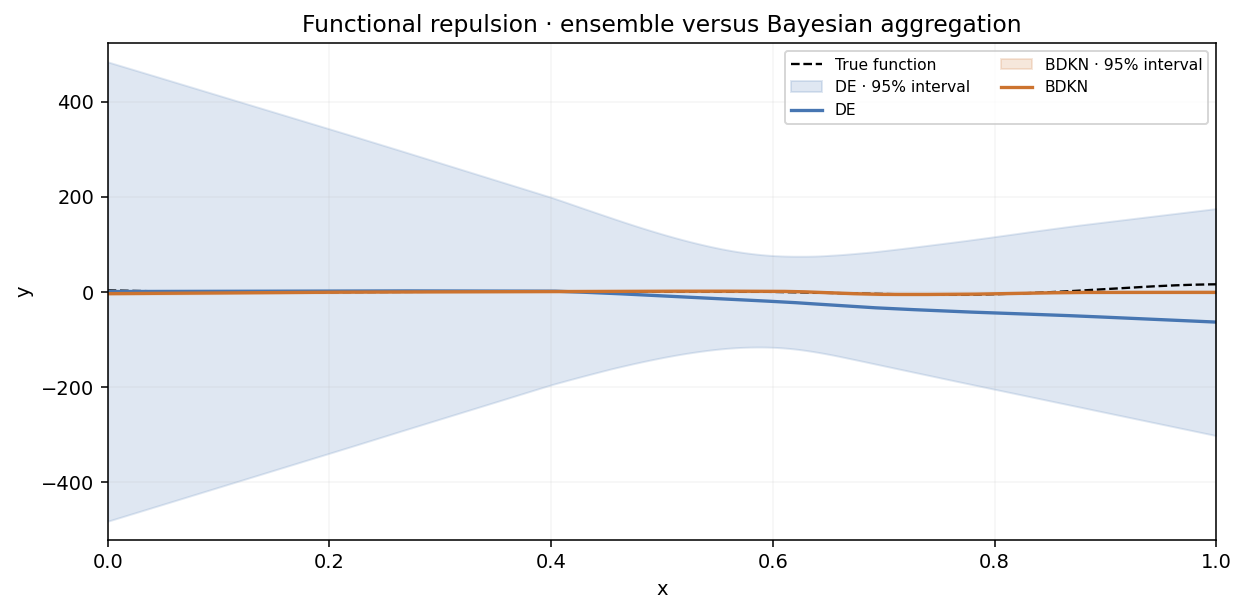 Functional repulsion · ensemble versus Bayesian aggregation
True function
DE · 95% interval
DE
BDKN · 95% interval
BDKN
y
400
200
0
−200
−400
0.0
0.2
0.4
0.6
0.8
1.0
x